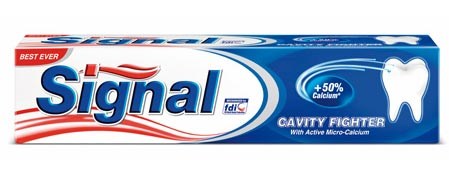 BEST EVER
Signal
fdi
+50%
Calcium*
CAVITY FIGHTER
With Active Micro-Calcium